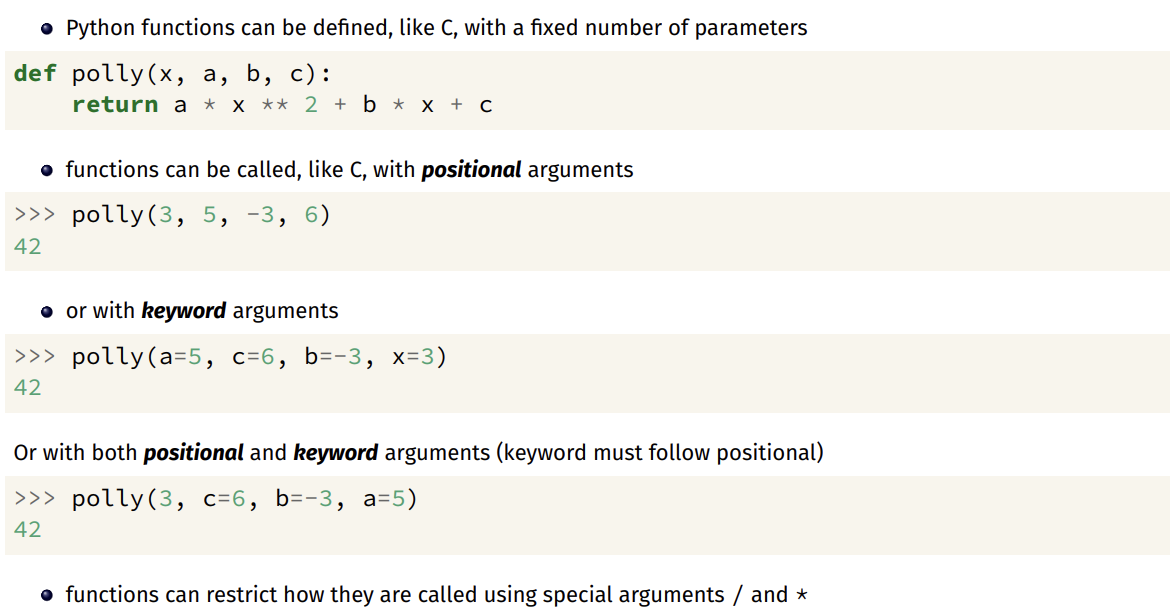 Python functions can be defined, like C, with a fixed number of parameters
def polly(x, a, b, c):
    return a * x ** 2 + b * x + c
functions can be called, like C, with positional arguments
>>> polly(3, 5, -3, 6)
42
or with keyword arguments
>>> polly(a=5, c=6, b=-3, x=3)
42
Or with both positional and keyword arguments (keyword must follow positional)
>>> polly(3, c=6, b=-3, a=5)
42
functions can restrict how they are called using special arguments / and *